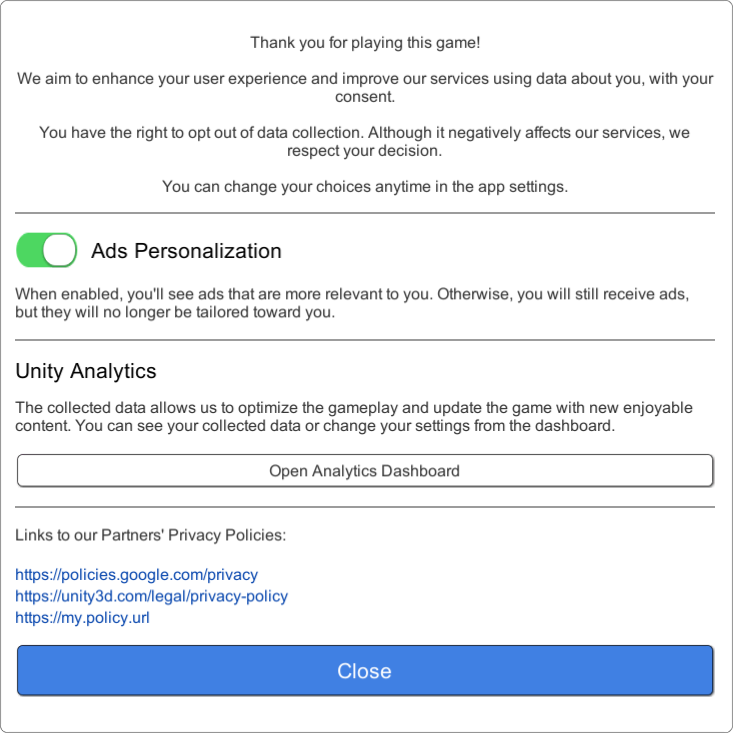 Thank you for playing this game!
We aim to enhance your user experience and improve our services using data about you, with your
consent.
You have the right to opt out of data collection. Although it negatively affects our services, we
respect your decision.
You can change your choices anytime in the app settings.
Ads Personalization
When enabled, you'll see ads that are more relevant to you. Otherwise, you will still receive ads,
but they will no longer be tailored toward you.
Unity Analytics
The collected data allows us to optimize the gameplay and update the game with new enjoyable
content. You can see your collected data or change your settings from the dashboard.
Open Analytics Dashboard
Links to our Partners' Privacy Policies:
https://policies.google.com/privacy
https://unity3d.com/legal/privacy-policy
https://my.policy.url
Close